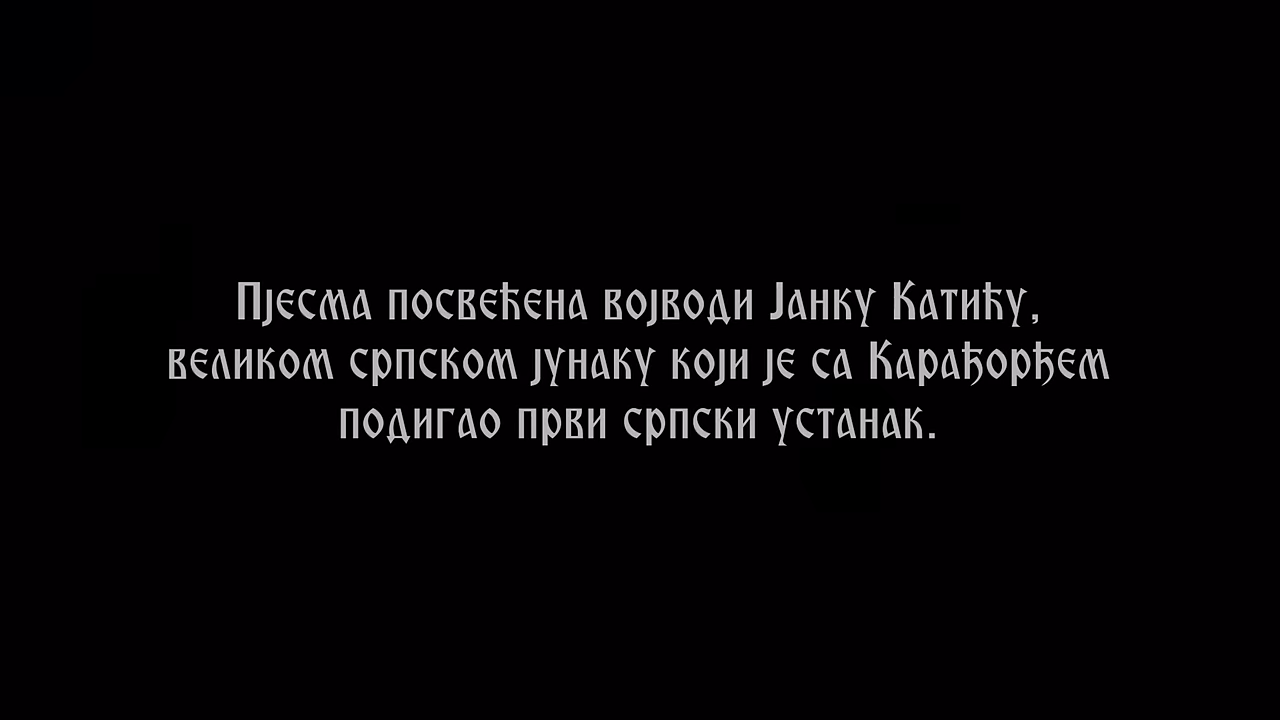 Пјесма посвећена војводи Јанку Катићу,
великом српском јунаку који је са Карађорђем
подигао први српски устанак.